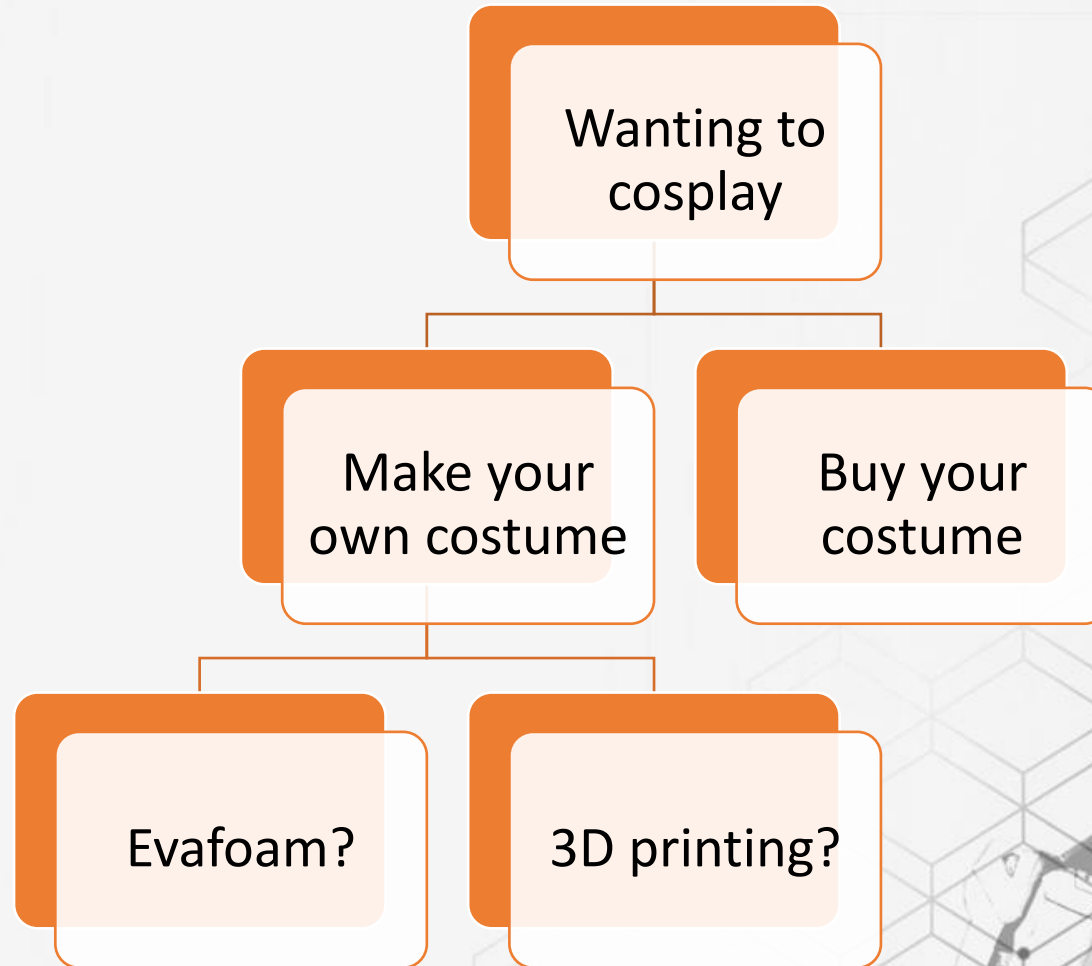 Wanting to
cosplay
Make your
own costume
Buy your
costume
Evafoam?
3D printing?